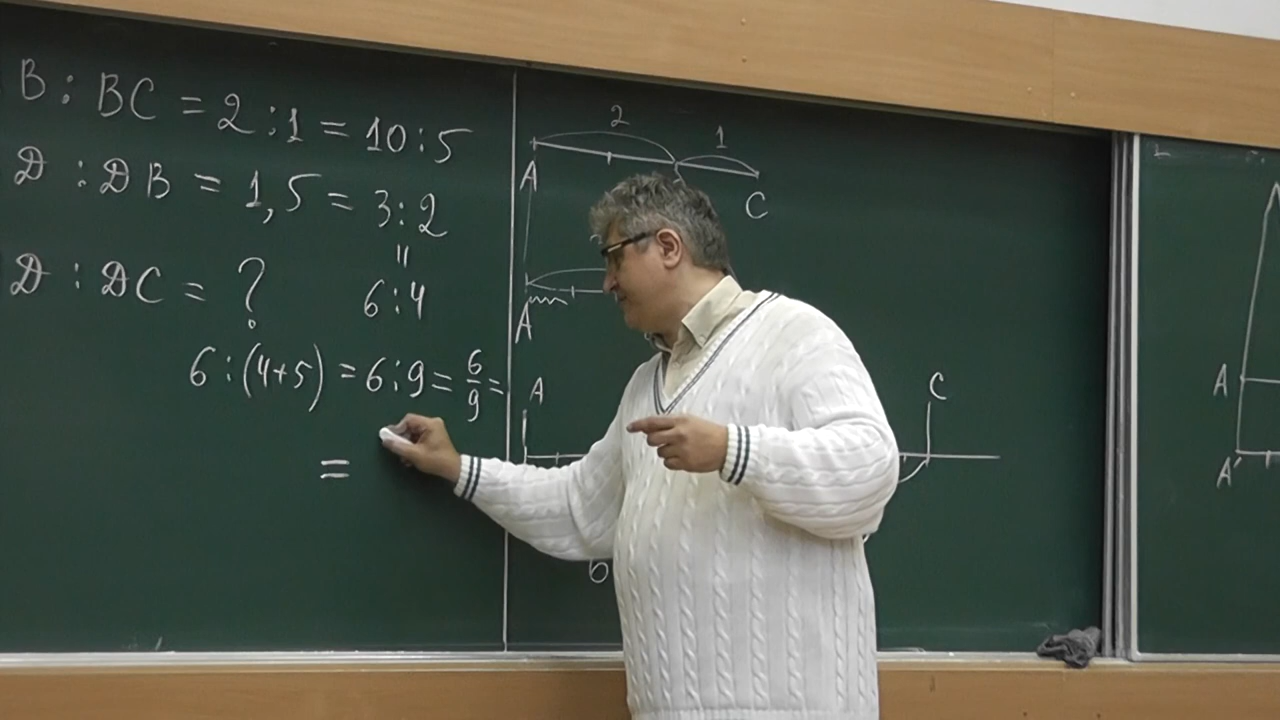 B : BC = 2 : 1 = 10 : 5
D : DB = 1,5 = 3 : 2
=
6 : 4
D : DC = ?
6 : (4+5) = 6 : 9 = 6/9 =
=
2
1
A
C
A
A
C
6
A
A'